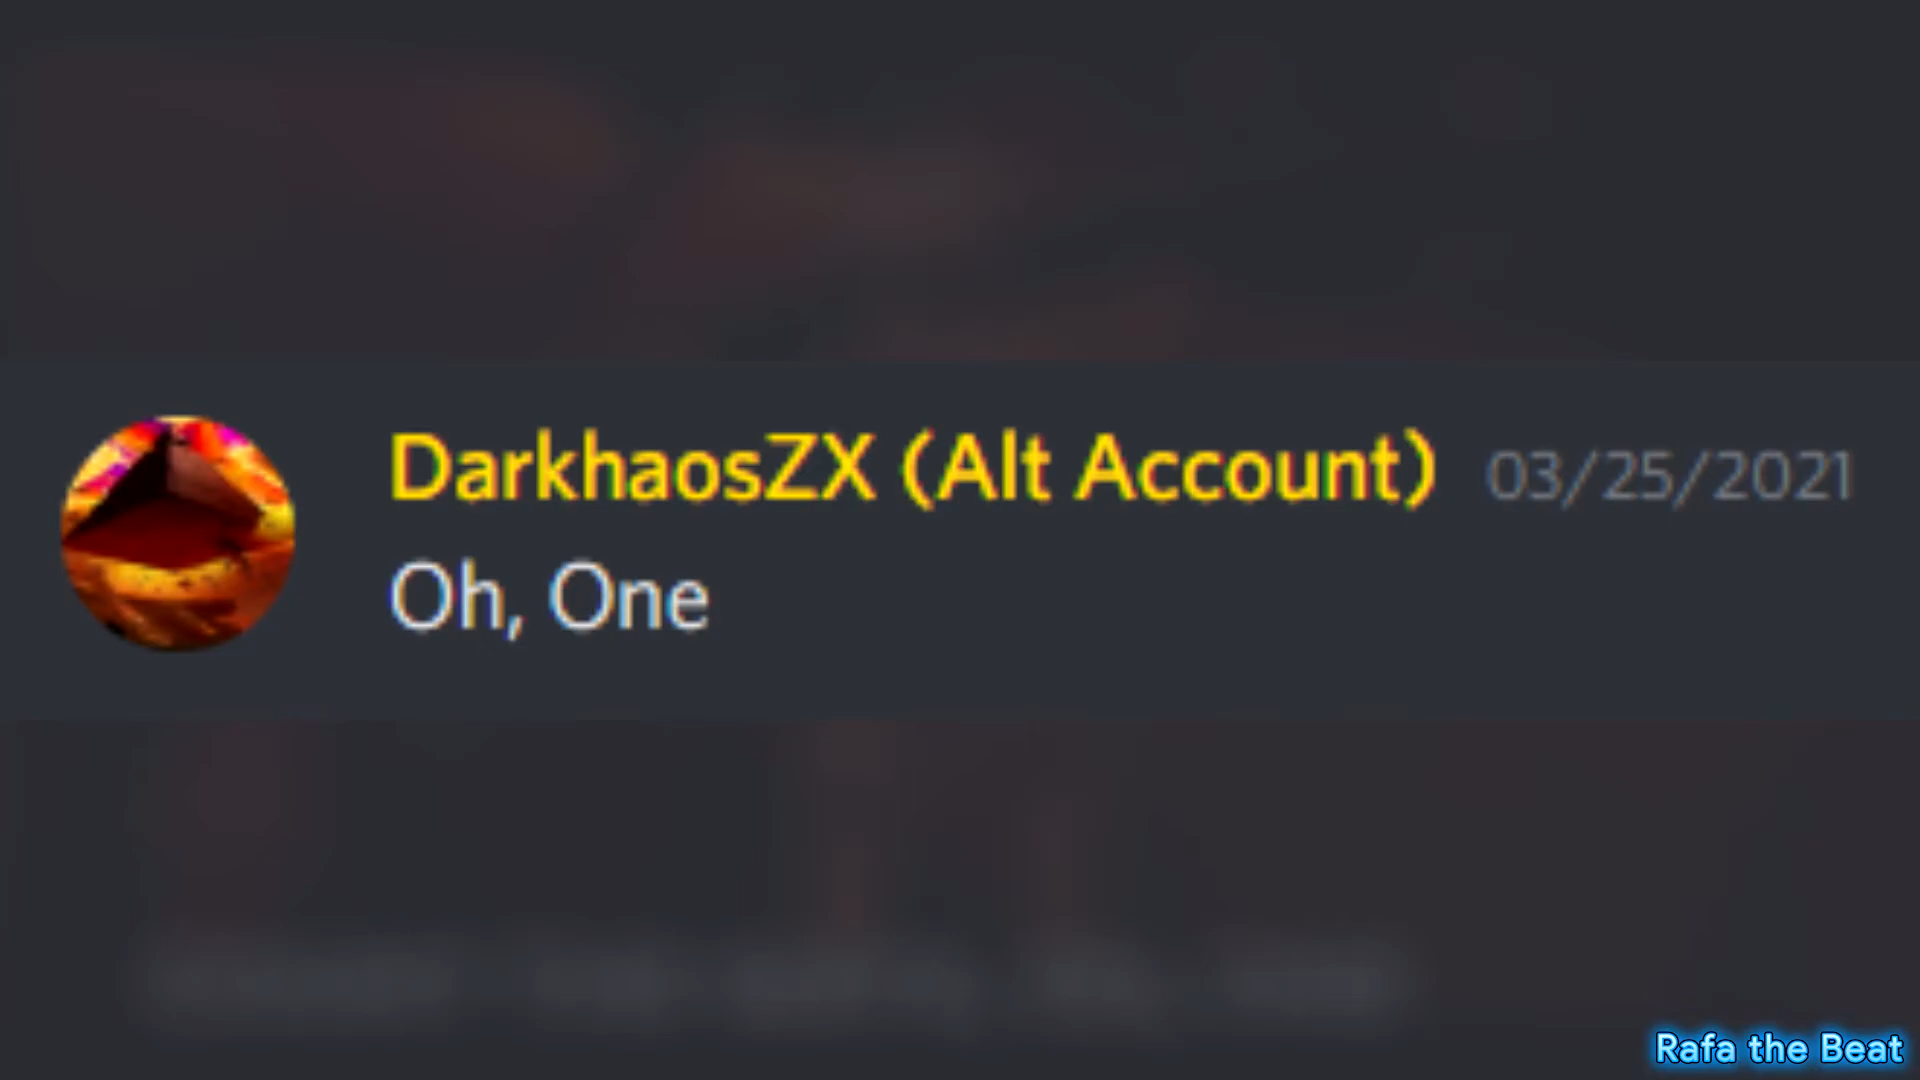 DarkhaosZX (Alt Account) 03/25/2021
Oh, One
Rafa the Beat